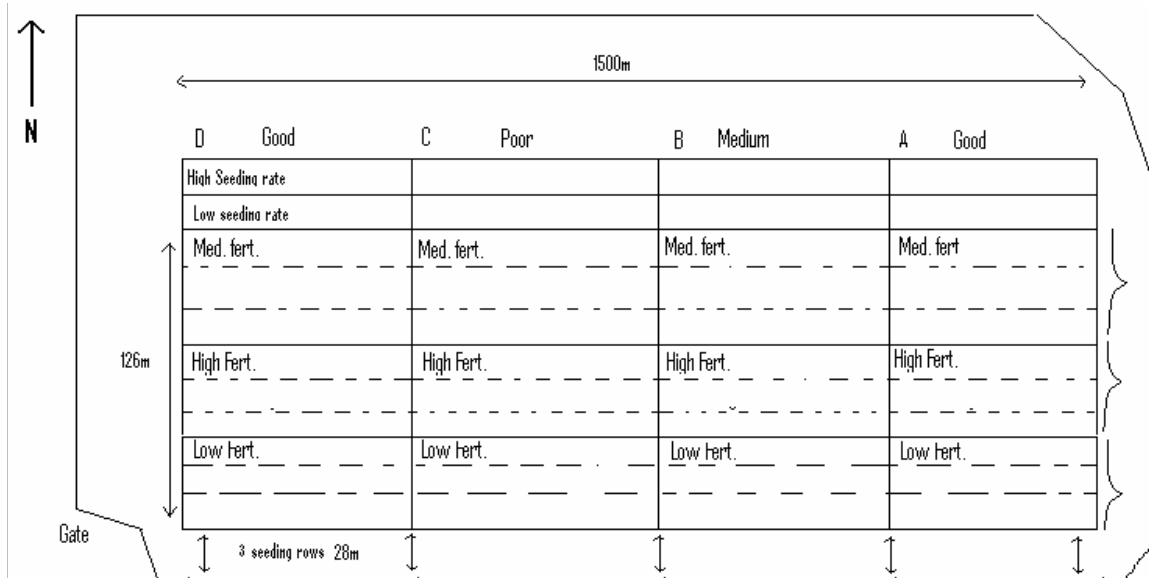 1500m
N
D Good C Poor B Medium A Good
High Seeding rate
Low seeding rate
Med. fert. Med. fert. Med. fert. Med. fert
126m
High Fert. High Fert. High Fert. High Fert.
Low Fert. Low Fert. Low Fert. Low Fert.
Gate
3 seeding rows 28m